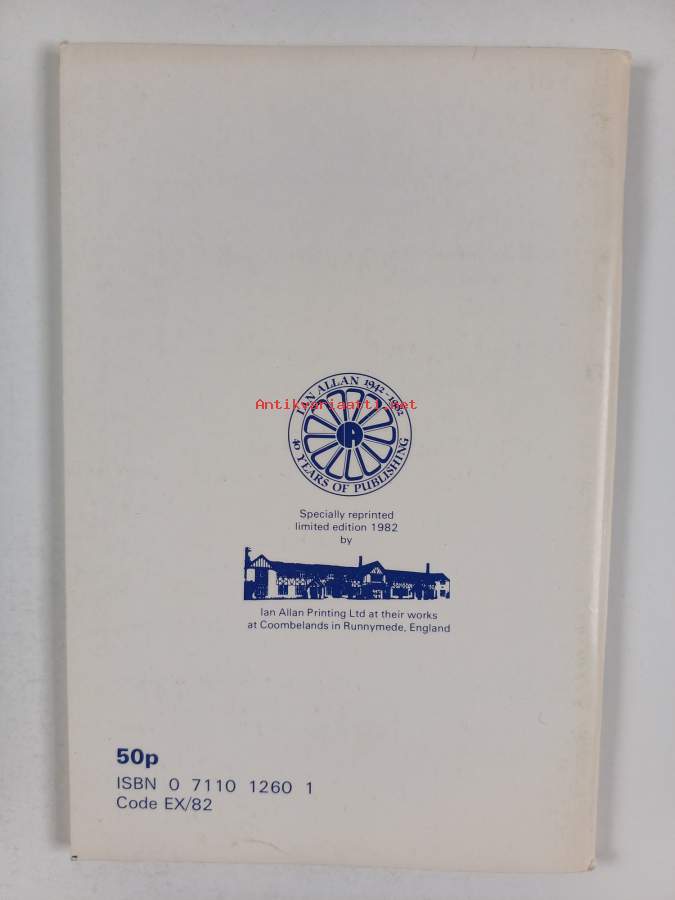 IAN ALLAN 1942-1982
Antikvariaatti.net
IA
40 YEARS OF PUBLISHING
Specially reprinted
limited edition 1982
by
Ian Allan Printing Ltd at their works
at Coombelands in Runnymede, England
50p
ISBN 0 7110 1260 1
Code EX/82